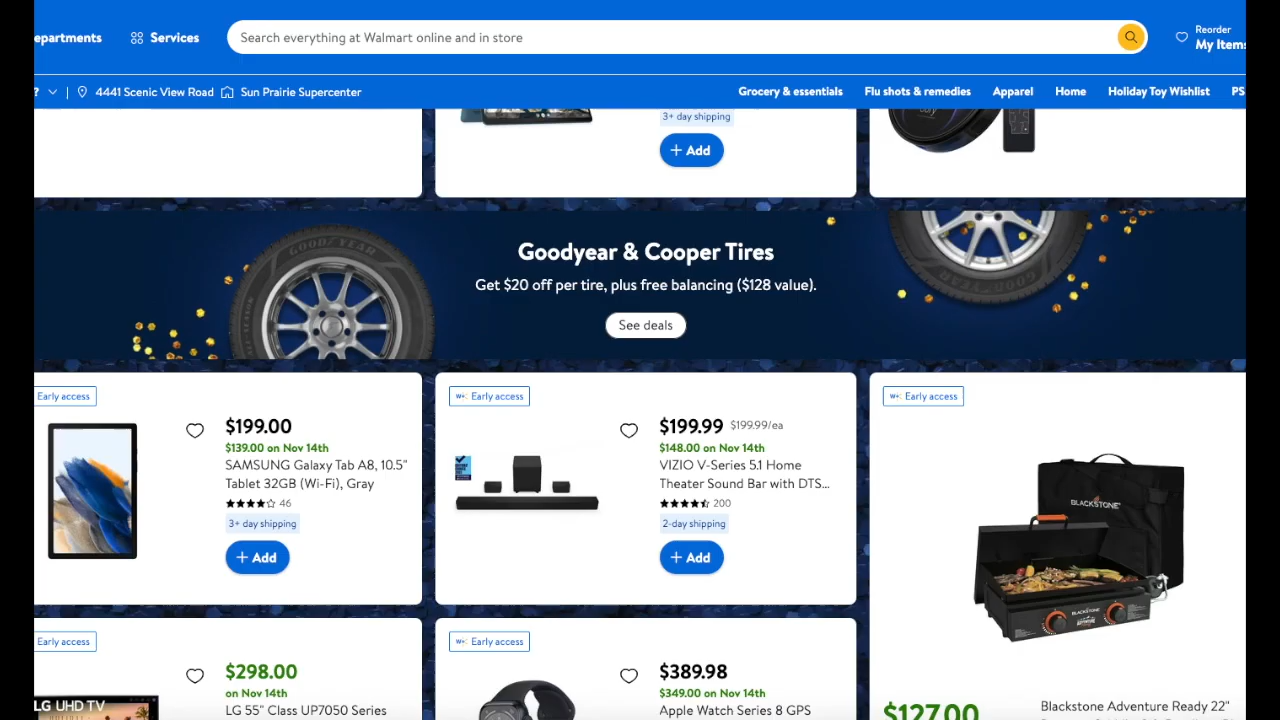 epartments
Services
Search everything at Walmart online and in store
Reorder
My Items
?
|
4441 Scenic View Road
Sun Prairie Supercenter
Grocery & essentials
Flu shots & remedies
Apparel
Home
Holiday Toy Wishlist
PS
3+ day shipping
+ Add
GOODYEAR
Goodyear & Cooper Tires
Get $20 off per tire, plus free balancing ($128 value).
See deals
Early access
$199.00
$139.00 on Nov 14th
SAMSUNG Galaxy Tab A8, 10.5"
Tablet 32GB (Wi-Fi), Gray
46
3+ day shipping
+ Add
W+ Early access
$199.99 $199.99/ea
$148.00 on Nov 14th
VIZIO V-Series 5.1 Home
Theater Sound Bar with DTS...
200
2-day shipping
+ Add
W+ Early access
BLACKSTONE
BLACKSTONE
Early access
$298.00
on Nov 14th
LG 55" Class UP7050 Series
LG UHD TV
W+ Early access
$389.98
$349.00 on Nov 14th
Apple Watch Series 8 GPS
$127.00
Blackstone Adventure Ready 22"